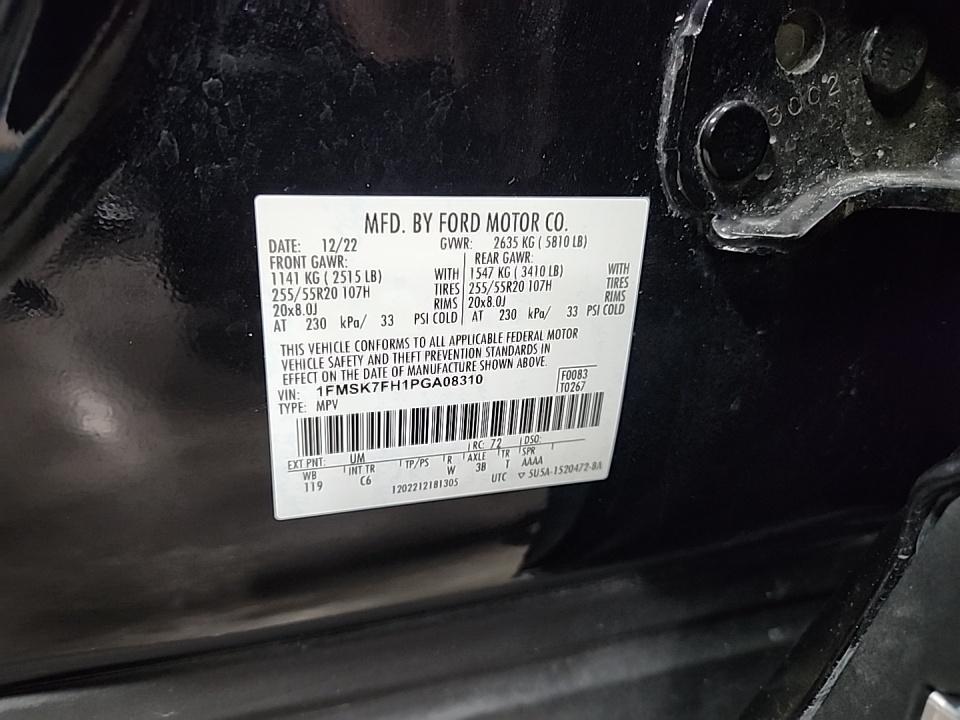 3002
MFD. BY FORD MOTOR CO.
DATE: 12/22 GVWR: 2635 KG ( 5810 LB)
FRONT GAWR: REAR GAWR:
1141 KG ( 2515 LB) WITH 1547 KG ( 3410 LB) WITH
255/55R20 107H TIRES 255/55R20 107H TIRES
20x8.0J RIMS 20x8.0J RIMS
AT 230 kPa/ 33 PSI COLD AT 230 kPa/ 33 PSI COLD
THIS VEHICLE CONFORMS TO ALL APPLICABLE FEDERAL MOTOR
VEHICLE SAFETY AND THEFT PREVENTION STANDARDS IN
EFFECT ON THE DATE OF MANUFACTURE SHOWN ABOVE.
VIN: 1FMSK7FH1PGA08310 F0083
TYPE: MPV T0267
EXT PNT: UM RC: 72 DSO:
WB INT TR TP/PS R AXLE TR SPR
119 C6 W 3B T AAAA
1202212181305 UTC ▽ 5U5A-1520472-BA